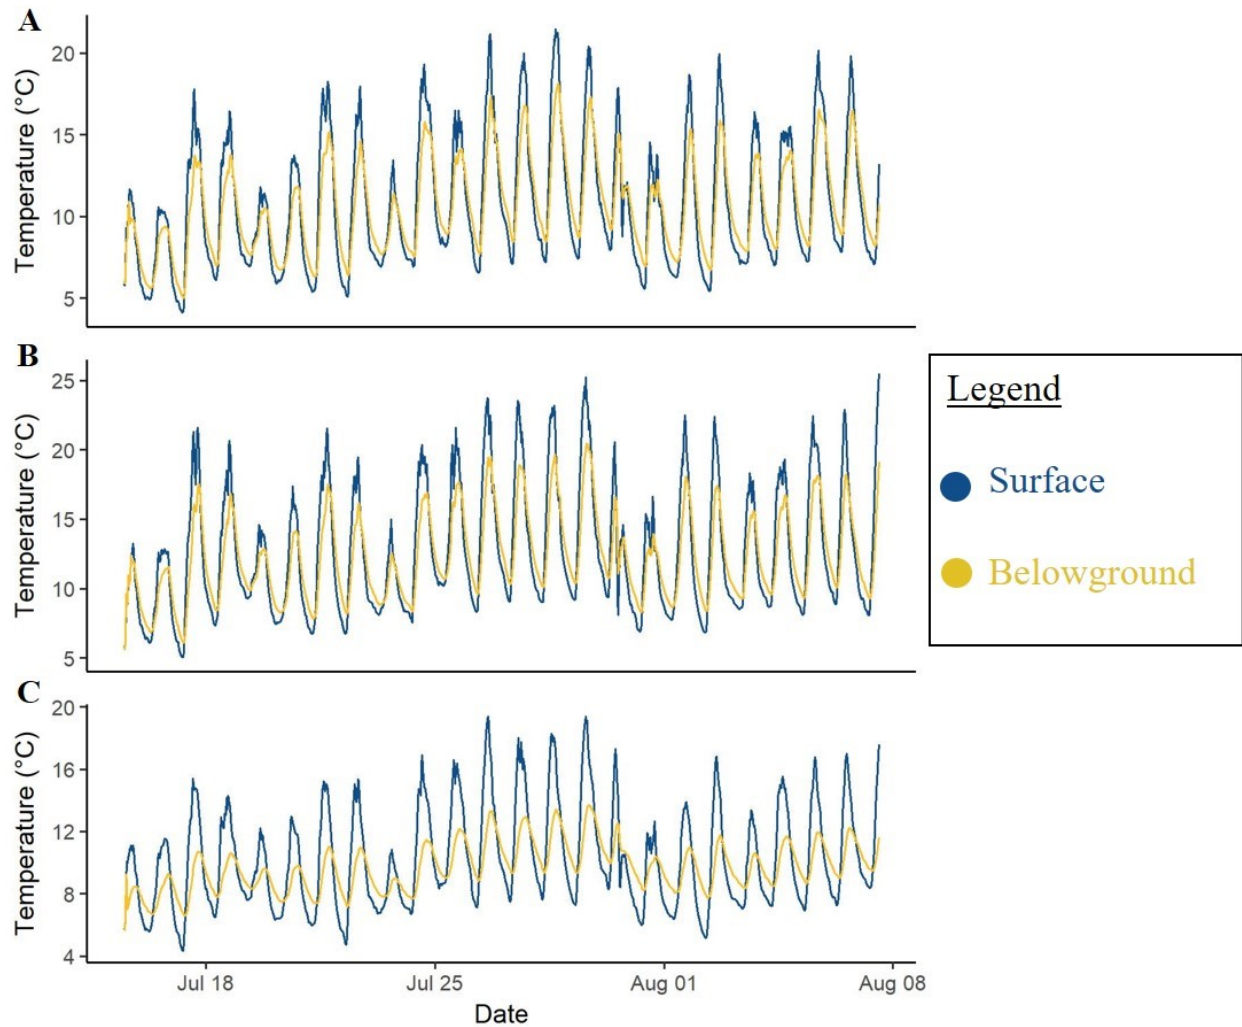 A
Temperature (°C)
20
15
10
5
B
Temperature (°C)
25
20
15
10
5
Legend
Surface
Belowground
C
Temperature (°C)
20
16
12
8
4
Jul 18
Jul 25
Aug 01
Aug 08
Date